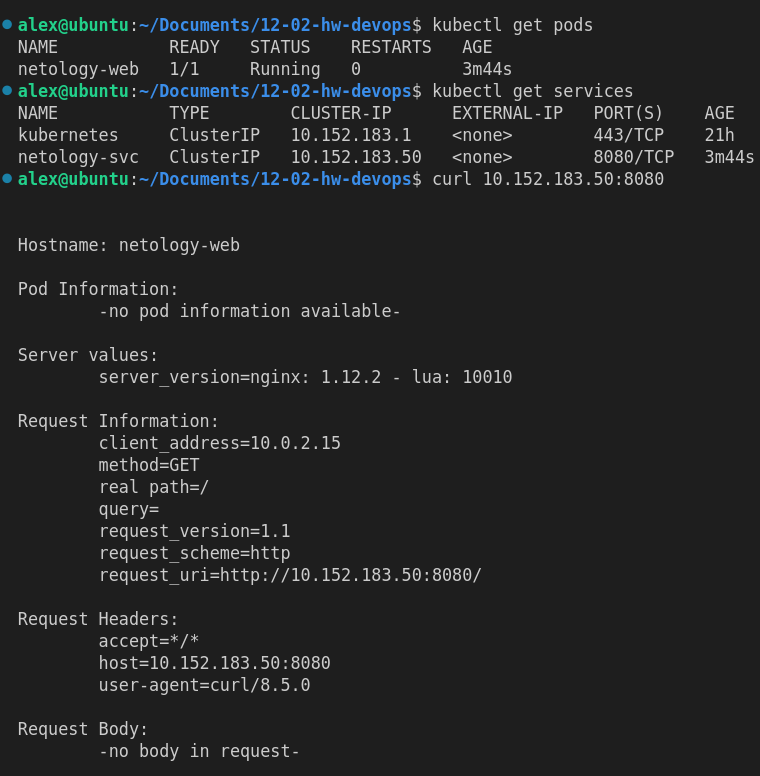 alex@ubuntu:~/Documents/12-02-hw-devops$ kubectl get pods
NAME           READY   STATUS    RESTARTS   AGE
netology-web   1/1     Running   0          3m44s
alex@ubuntu:~/Documents/12-02-hw-devops$ kubectl get services
NAME           TYPE        CLUSTER-IP      EXTERNAL-IP   PORT(S)    AGE
kubernetes     ClusterIP   10.152.183.1    <none>        443/TCP    21h
netology-svc   ClusterIP   10.152.183.50   <none>        8080/TCP   3m44s
alex@ubuntu:~/Documents/12-02-hw-devops$ curl 10.152.183.50:8080
Hostname: netology-web
Pod Information:
        -no pod information available-
Server values:
        server_version=nginx: 1.12.2 - lua: 10010
Request Information:
        client_address=10.0.2.15
        method=GET
        real path=/
        query=
        request_version=1.1
        request_scheme=http
        request_uri=http://10.152.183.50:8080/
Request Headers:
        accept=*/*
        host=10.152.183.50:8080
        user-agent=curl/8.5.0
Request Body:
        -no body in request-